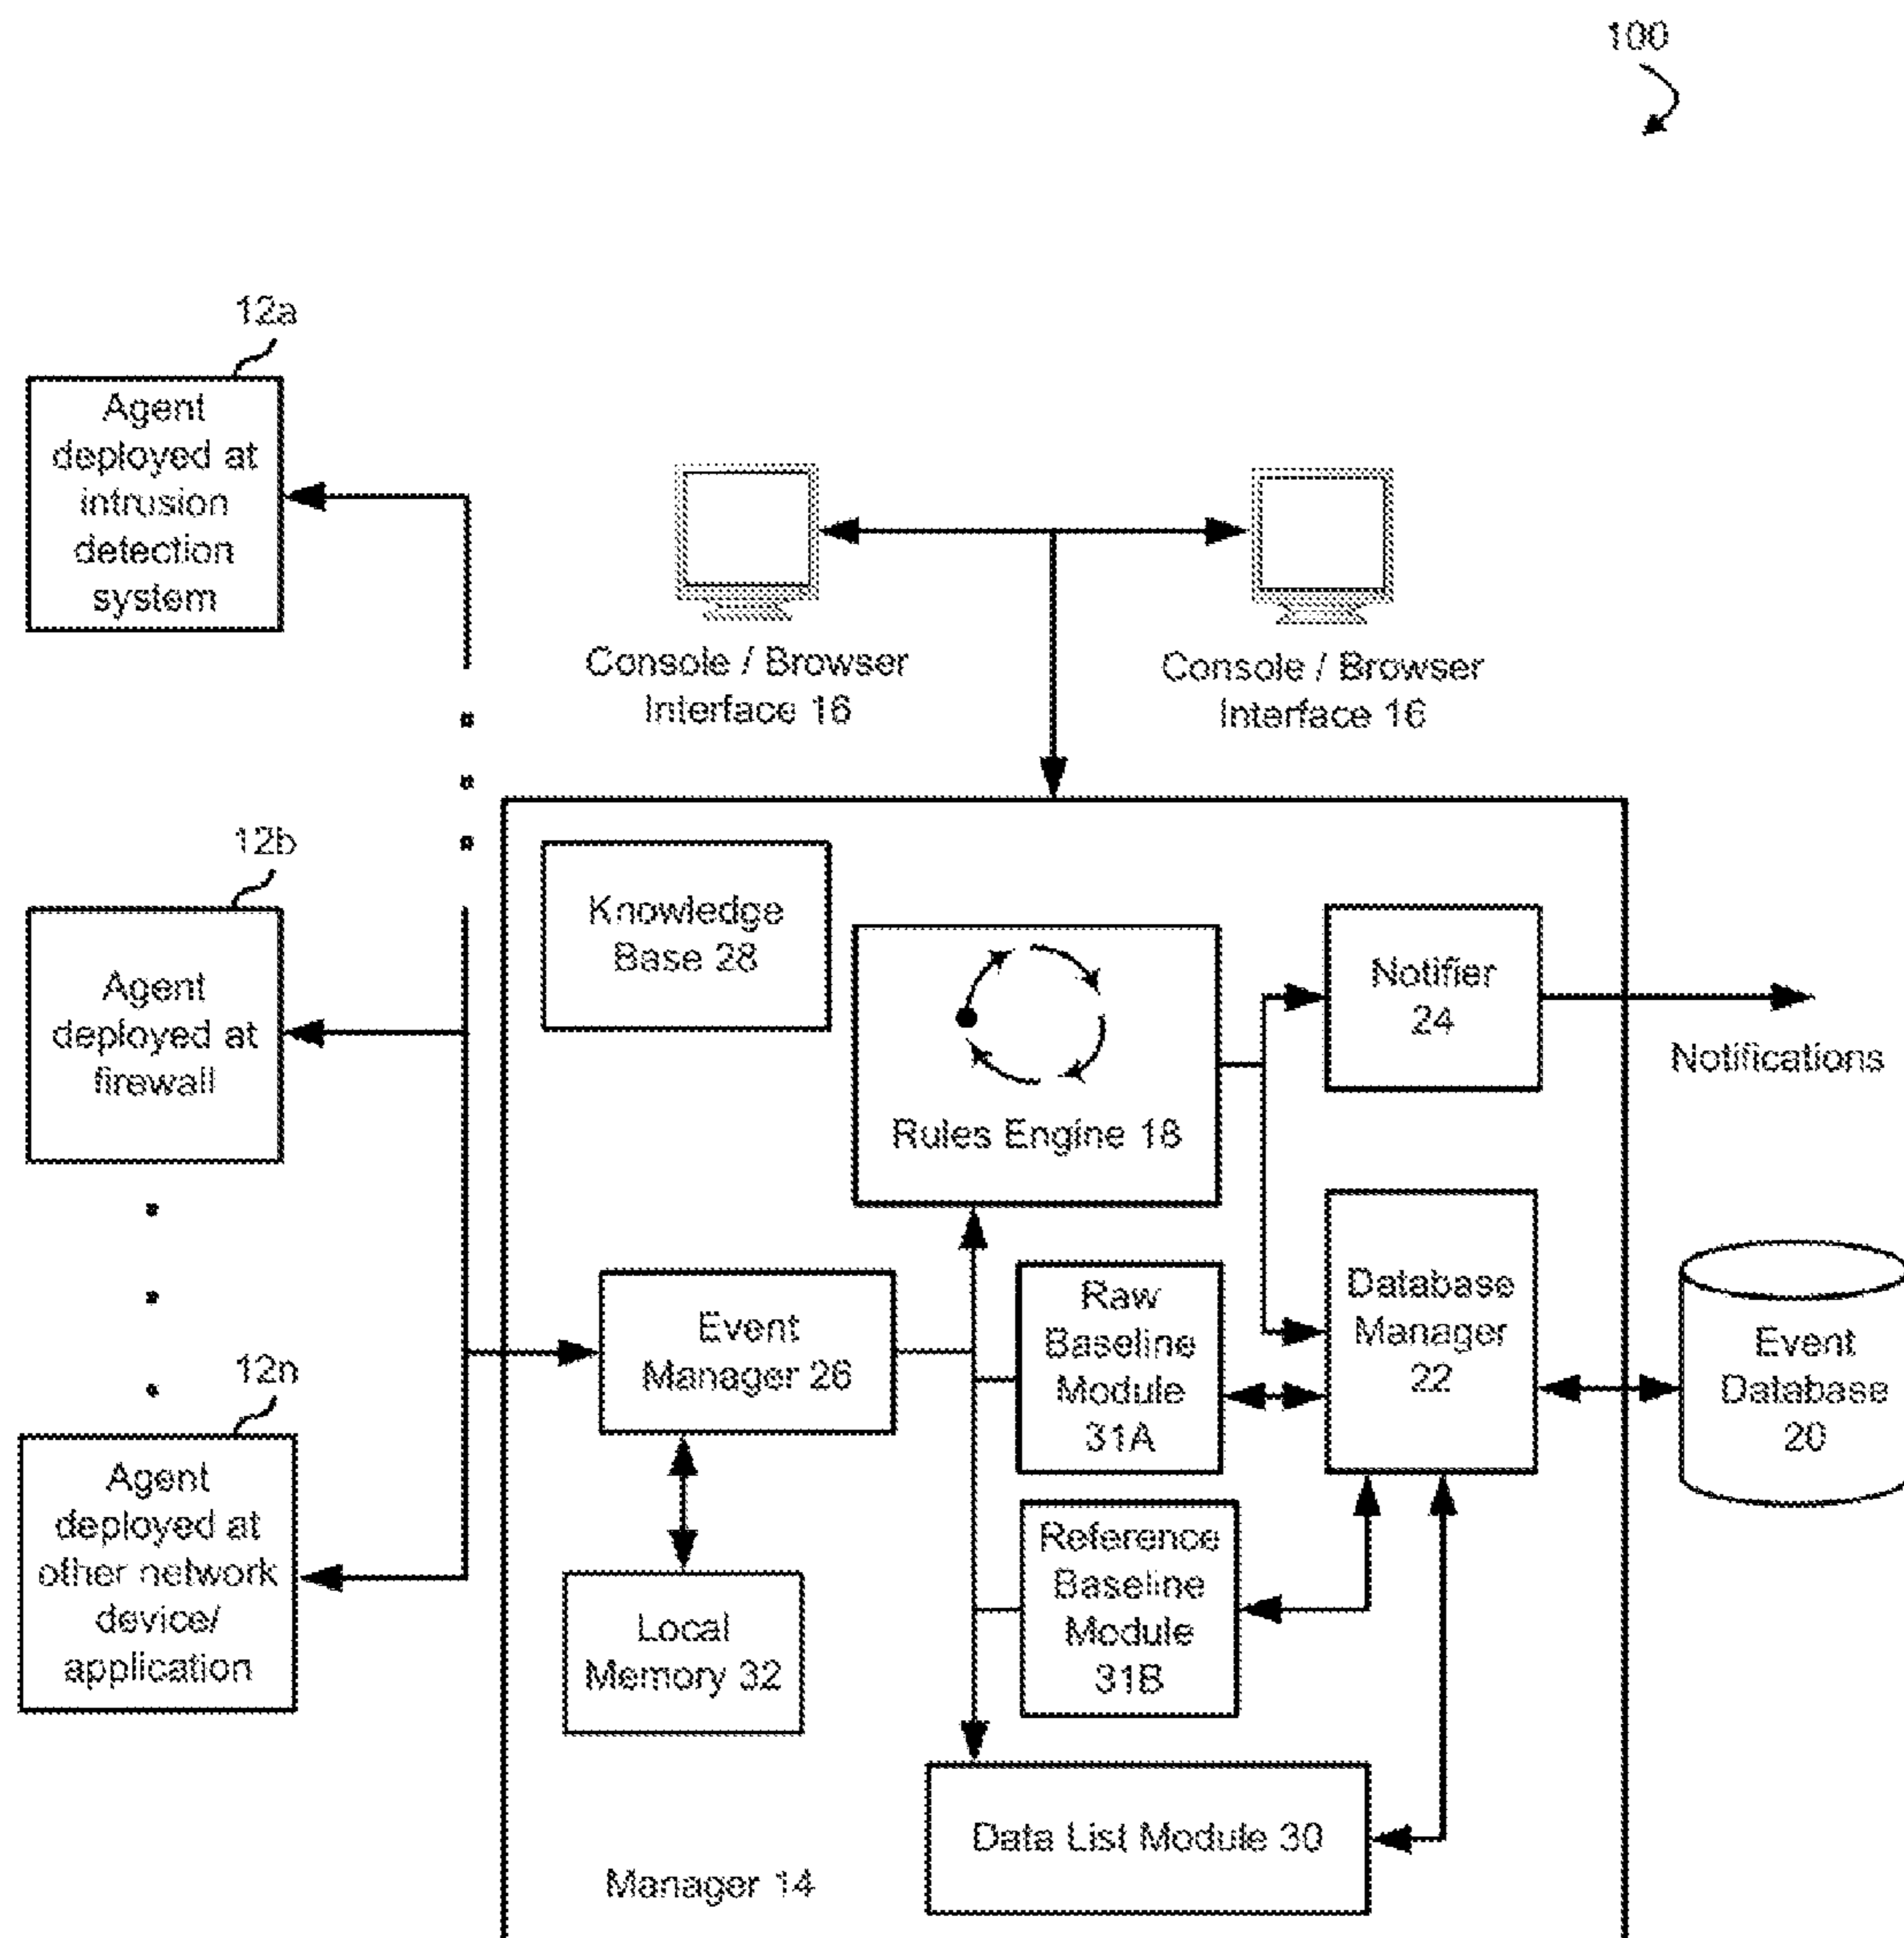 100
12a
Agent
deployed at
intrusion
detection
system
Console / Browser
Interface 16
Console / Browser
Interface 16
12b
Agent
deployed at
firewall
Knowledge
Base 28
Rules Engine 18
Notifier
24
Notifications
Event
Manager 26
Raw
Baseline
Module
31A
Database
Manager
22
Event
Database
20
12n
Agent
deployed at
other network
device/
application
Local
Memory 32
Reference
Baseline
Module
31B
Data List Module 30
Manager 14